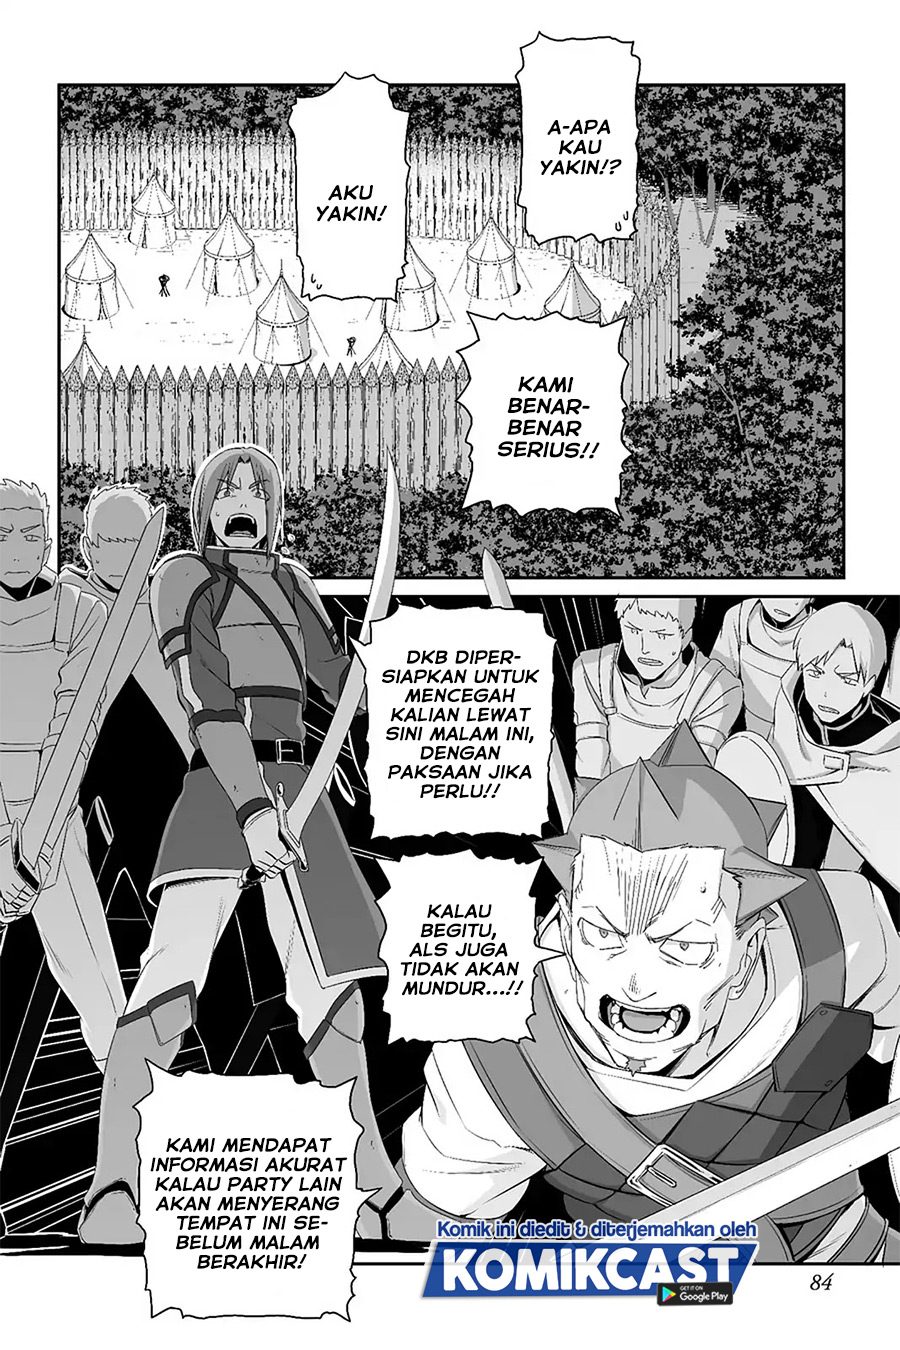 A-APA
KAU
YAKIN!?
AKU
YAKIN!
KAMI
BENAR-
BENAR
SERIUS!!
DKB DIPER-
SIAPKAN UNTUK
MENCEGAH
KALIAN LEWAT
SINI MALAM INI,
DENGAN
PAKSAAN JIKA
PERLU!!
KALAU
BEGITU,
ALS JUGA
TIDAK AKAN
MUNDUR...!!
KAMI MENDAPAT
INFORMASI AKURAT
KALAU PARTY LAIN
AKAN MENYERANG
TEMPAT INI SE-
BELUM MALAM
BERAKHIR!
Komik ini diedit & diterjemahkan oleh
KOMIKCAST
GET IT ON
Google Play
84